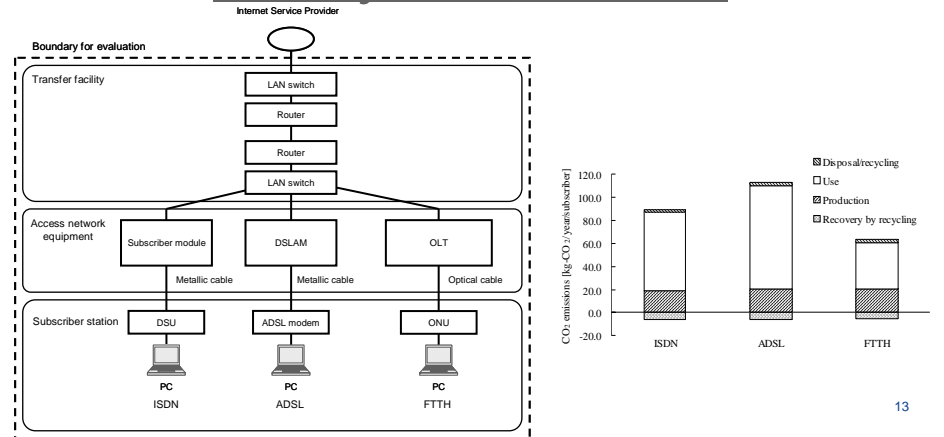 Internet Service Provider
Boundary for evaluation
Transfer facility
LAN switch
Router
Router
LAN switch
Access network
equipment
Subscriber module
DSLAM
OLT
Metallic cable
Metallic cable
Optical cable
Subscriber station
DSU
ADSL modem
ONU
PC
PC
PC
ISDN
ADSL
FTTH
Disposal/recycling
Use
Production
Recovery by recycling
CO2 emissions [kg-CO2/year/subscriber]
120.0
100.0
80.0
60.0
40.0
20.0
0.0
-20.0
ISDN
ADSL
FTTH
13